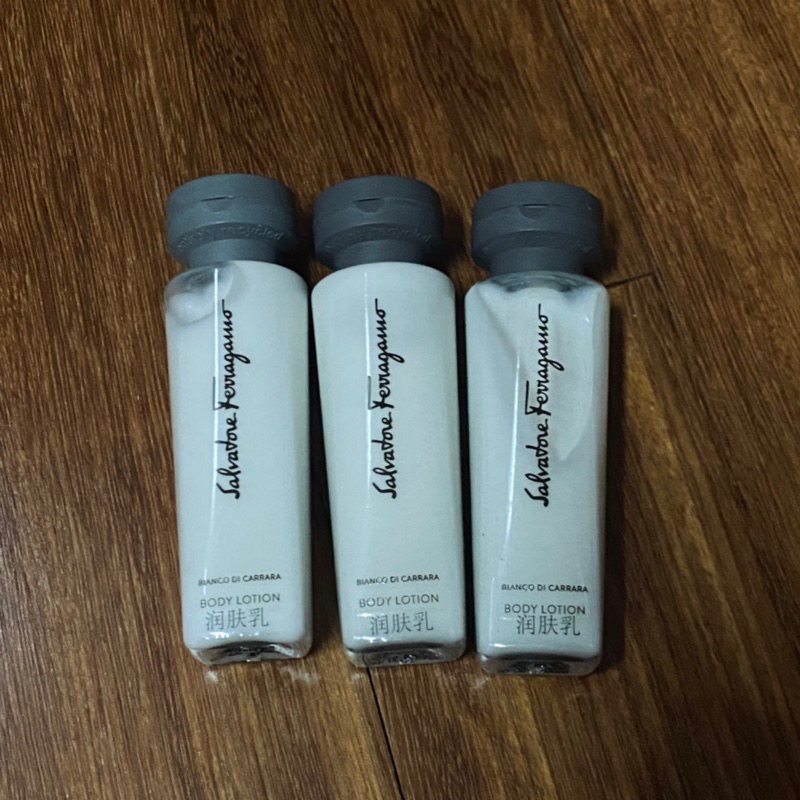 Salvatore Ferragamo
BIANCO DI CARRARA
BODY LOTION
润肤乳
Salvatore Ferragamo
BIANCO DI CARRARA
BODY LOTION
润肤乳
Salvatore Ferragamo
BIANCO DI CARRARA
BODY LOTION
润肤乳